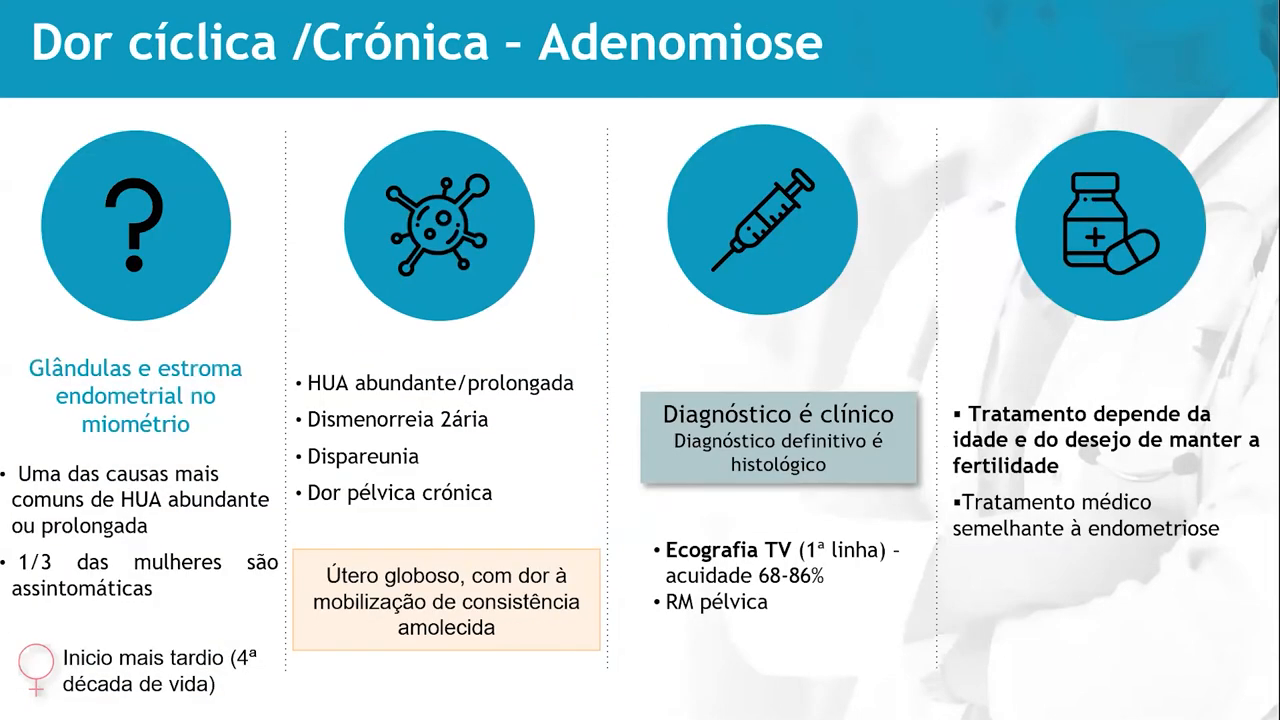 Dor cíclica /Crónica – Adenomiose
Glândulas e estroma
endometrial no
miométrio
• Uma das causas mais
comuns de HUA abundante
ou prolongada
• 1/3 das mulheres são
assintomáticas
Inicio mais tardio (4ª
década de vida)
• HUA abundante/prolongada
• Dismenorreia 2ária
• Dispareunia
• Dor pélvica crónica
Útero globoso, com dor à
mobilização de consistência
amolecida
Diagnóstico é clínico
Diagnóstico definitivo é
histológico
• Ecografia TV (1ª linha) –
acuidade 68-86%
• RM pélvica
▪ Tratamento depende da
idade e do desejo de manter a
fertilidade
▪Tratamento médico
semelhante à endometriose